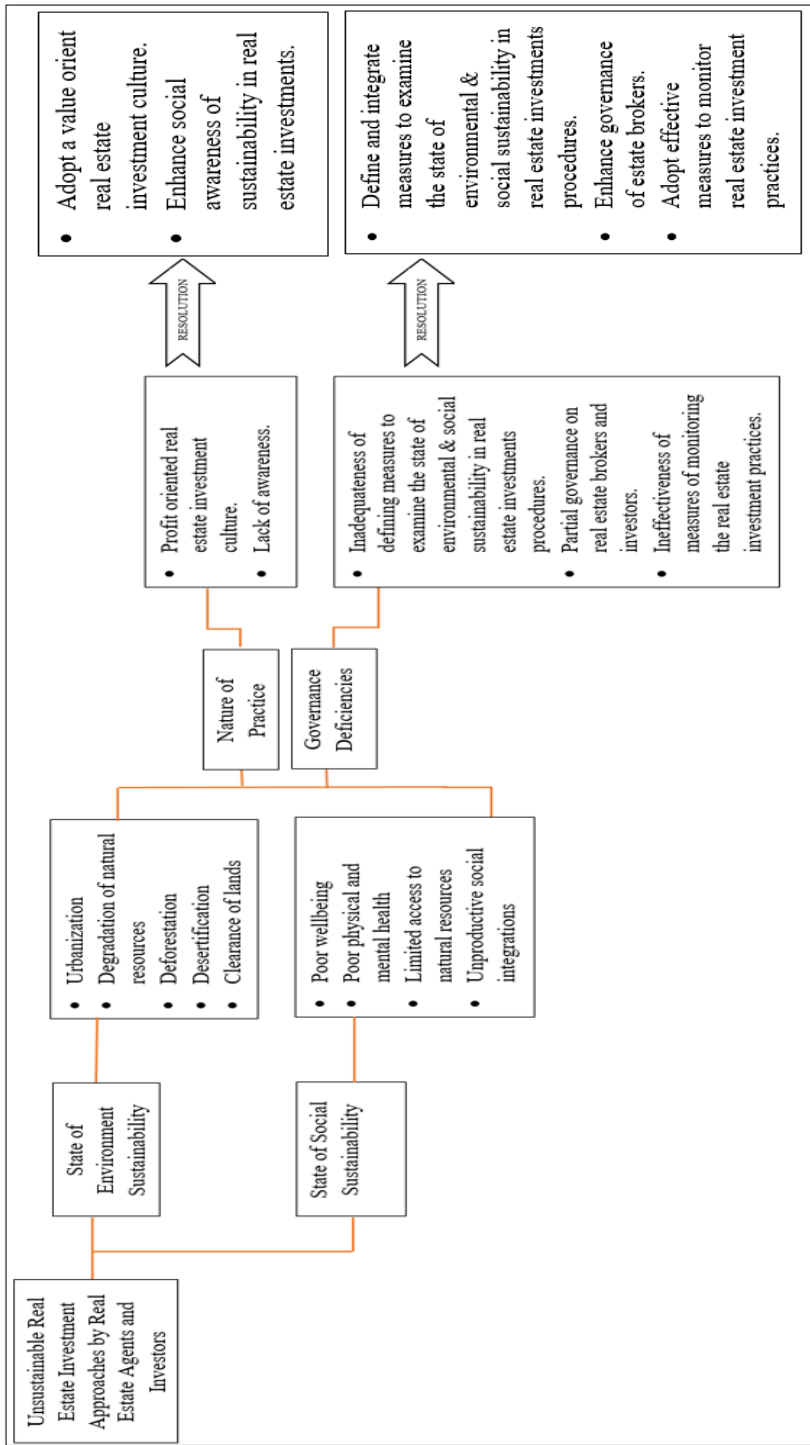 Unsustainable Real
Estate Investment
Approaches by Real
Estate Agents and
Investors
State of
Environment
Sustainability
State of Social
Sustainability
• Urbanization
• Degradation of natural
resources
• Deforestation
• Desertification
• Clearance of lands
• Poor wellbeing
• Poor physical and
mental health
• Limited access to
natural resources
• Unproductive social
integrations
Nature of
Practice
Governance
Deficiencies
• Profit oriented real
estate investment
culture.
• Lack of awareness.
• Inadequateness of
defining measures to
examine the state of
environmental & social
sustainability in real
estate investments
procedures.
• Partial governance on
real estate brokers and
investors.
• Ineffectiveness of
measures of monitoring
the real estate
investment practices.
RESOLUTION
RESOLUTION
• Adopt a value orient
real estate
investment culture.
• Enhance social
awareness of
sustainability in real
estate investments.
• Define and integrate
measures to examine
the state of
environmental &
social sustainability in
real estate investments
procedures.
• Enhance governance
of estate brokers.
• Adopt effective
measures to monitor
real estate investment
practices.